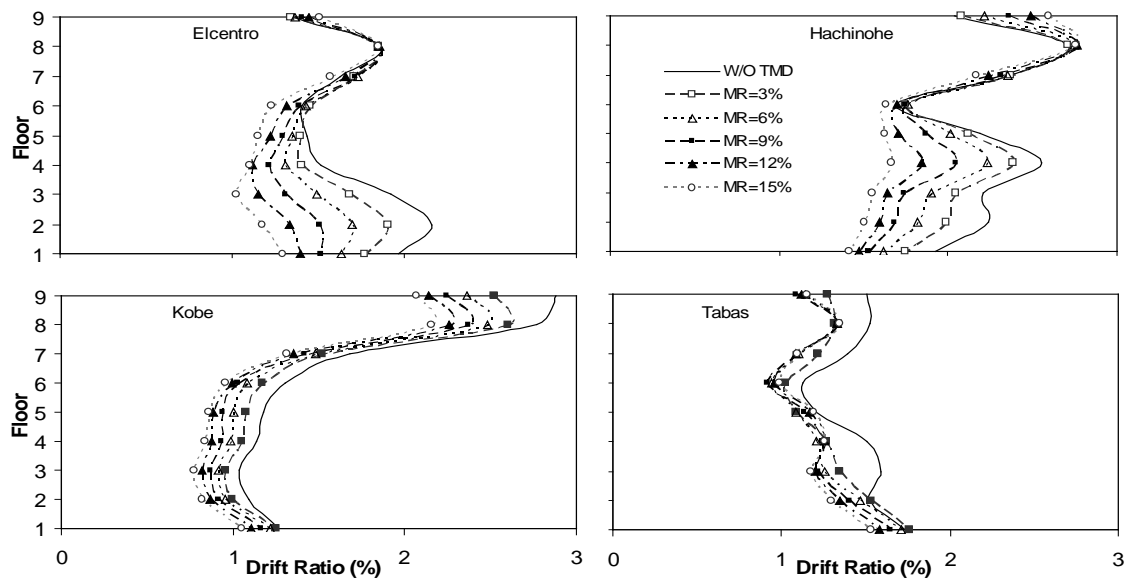 9
8
7
6
5
4
3
2
1
Floor
Elcentro
Hachinohe
W/O TMD
MR=3%
MR=6%
MR=9%
MR=12%
MR=15%
9
8
7
6
5
4
3
2
1
Floor
Kobe
Tabas
0 1 2 3
Drift Ratio (%)
0 1 2 3
Drift Ratio (%)